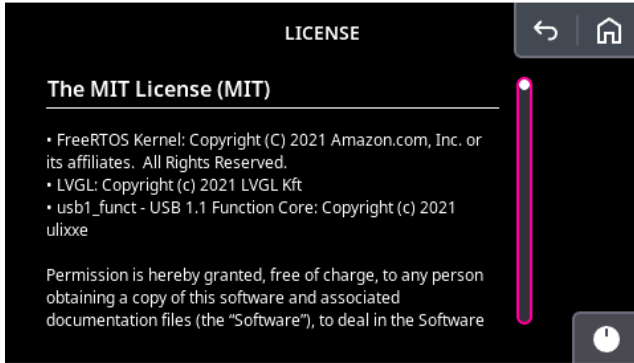 LICENSE
The MIT License (MIT)
• FreeRTOS Kernel: Copyright (C) 2021 Amazon.com, Inc. or
its affiliates.  All Rights Reserved.
• LVGL: Copyright (c) 2021 LVGL Kft
• usb1_funct - USB 1.1 Function Core: Copyright (c) 2021
ulixxe
Permission is hereby granted, free of charge, to any person
obtaining a copy of this software and associated
documentation files (the “Software”), to deal in the Software